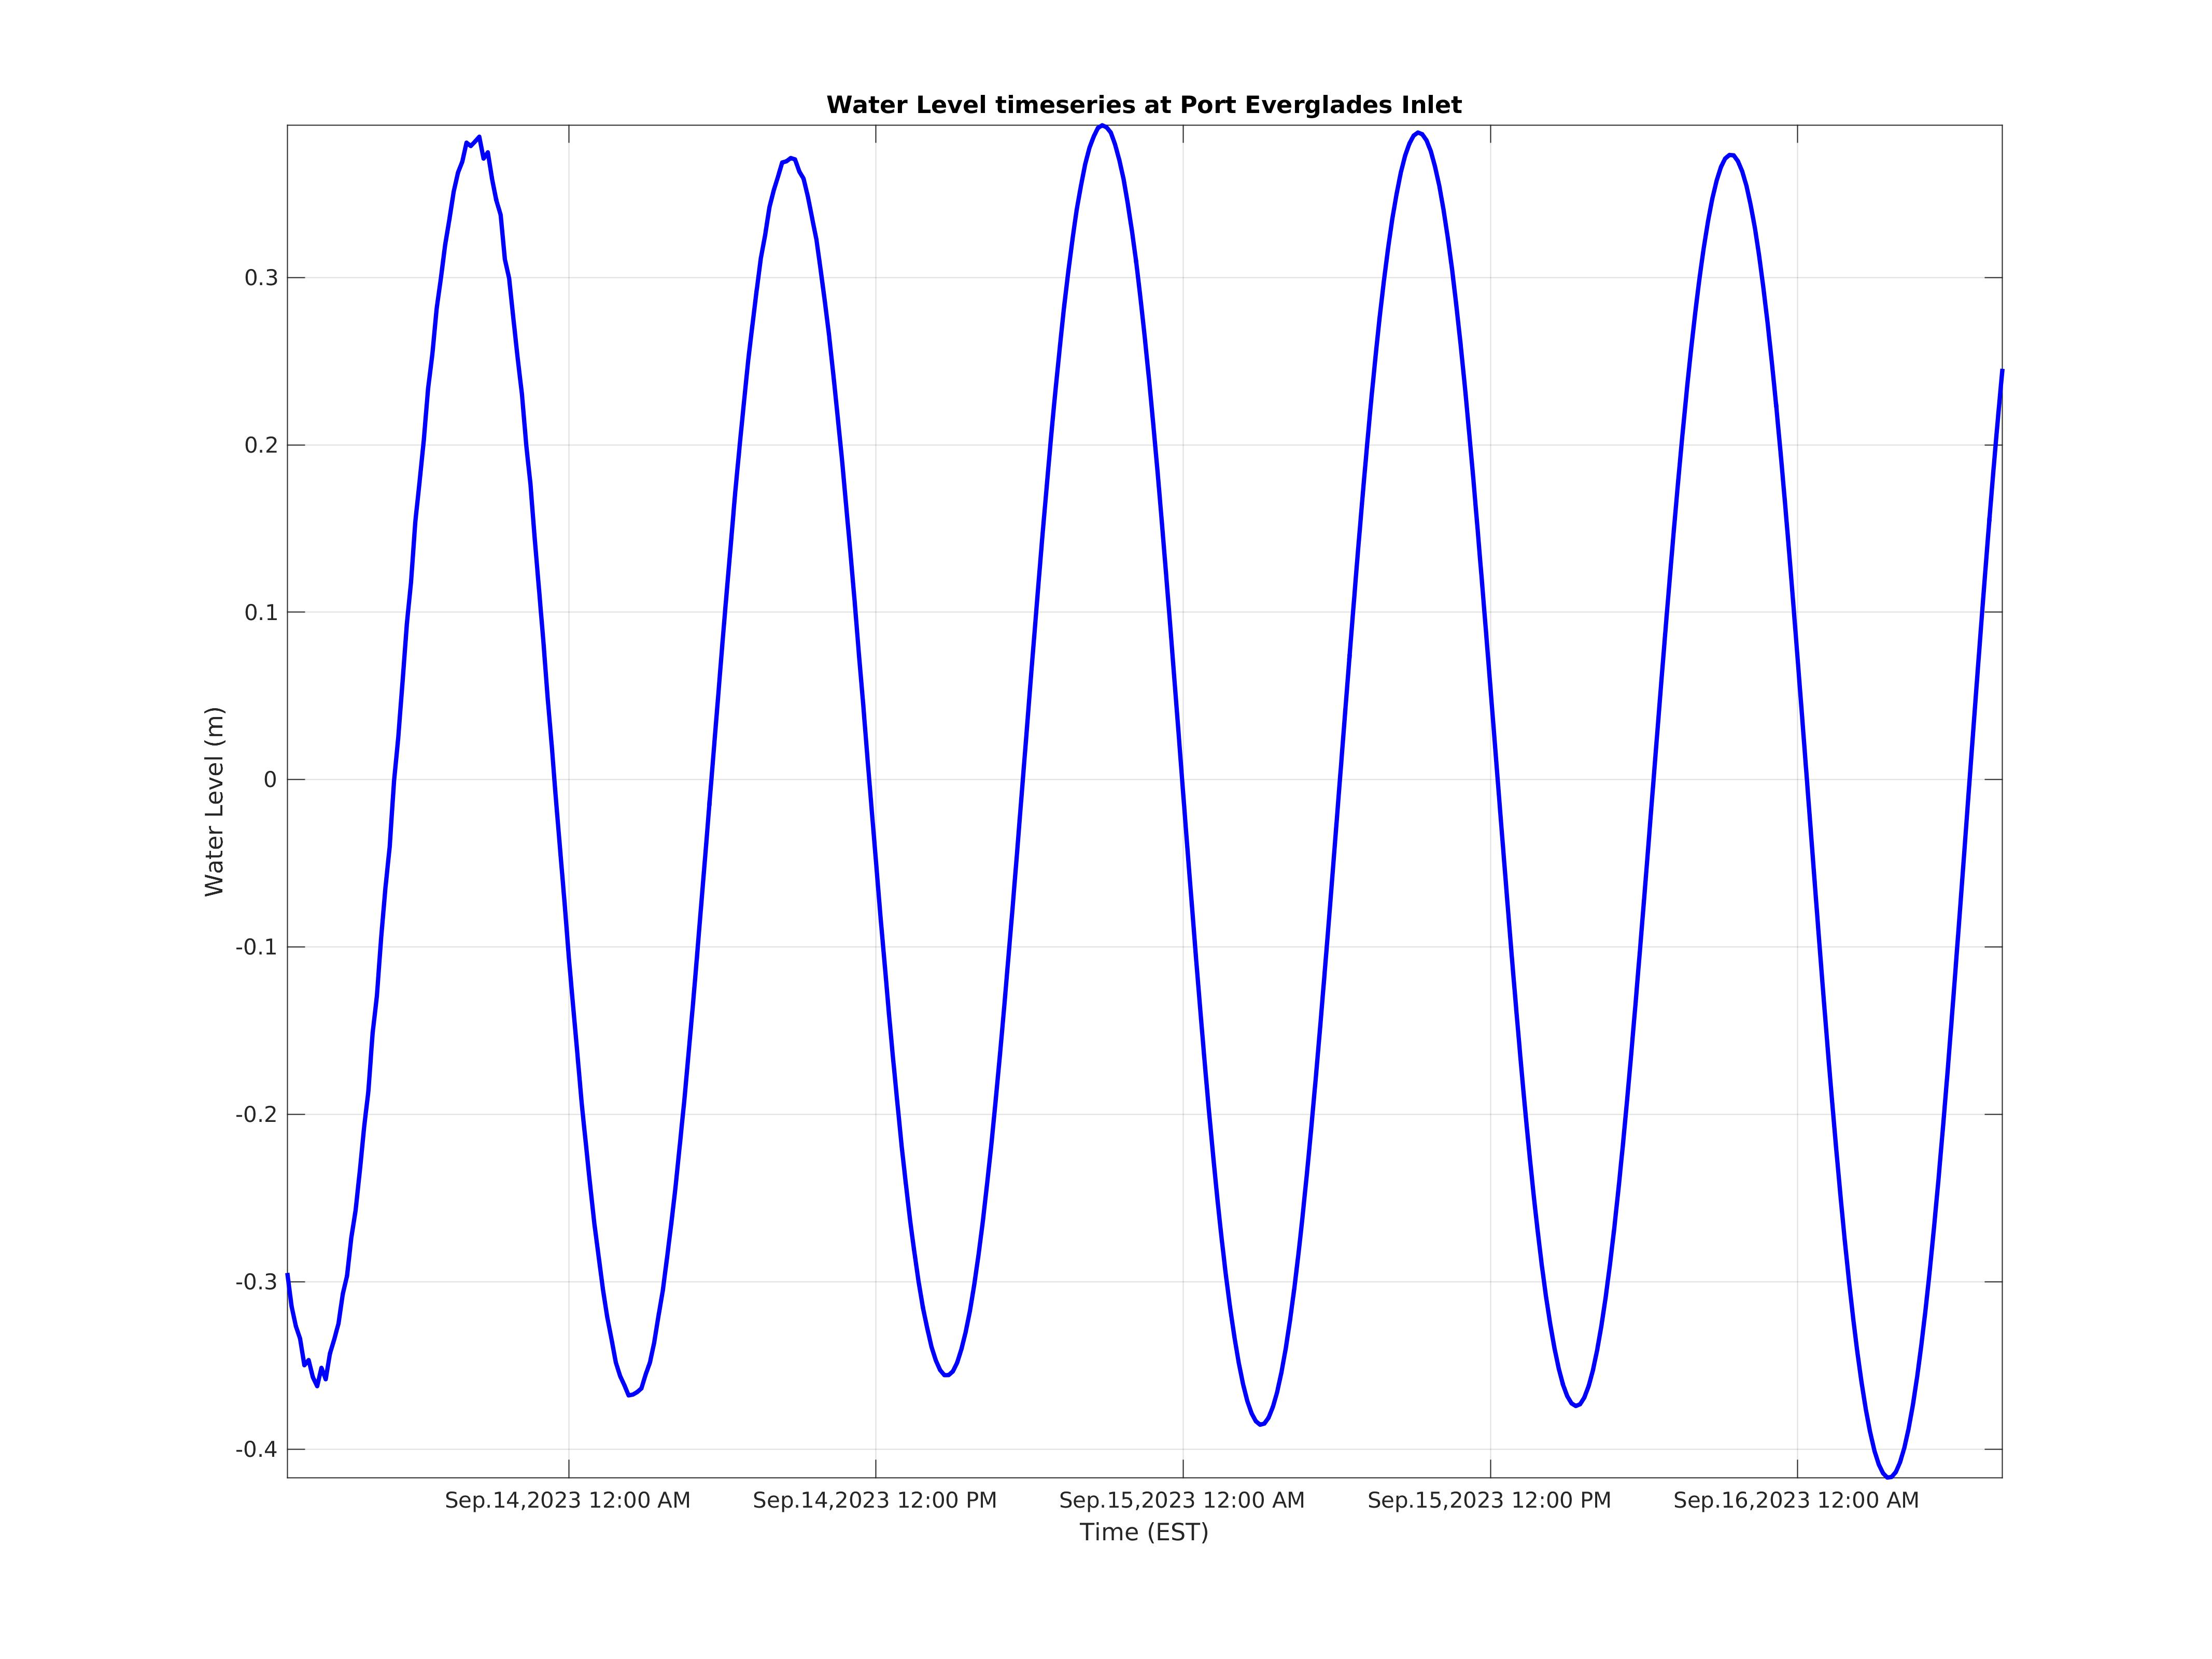 Water Level timeseries at Port Everglades Inlet
0.3
0.2
0.1
0
-0.1
-0.2
-0.3
-0.4
Water Level (m)
Sep.14,2023 12:00 AM Sep.14,2023 12:00 PM Sep.15,2023 12:00 AM Sep.15,2023 12:00 PM Sep.16,2023 12:00 AM
Time (EST)